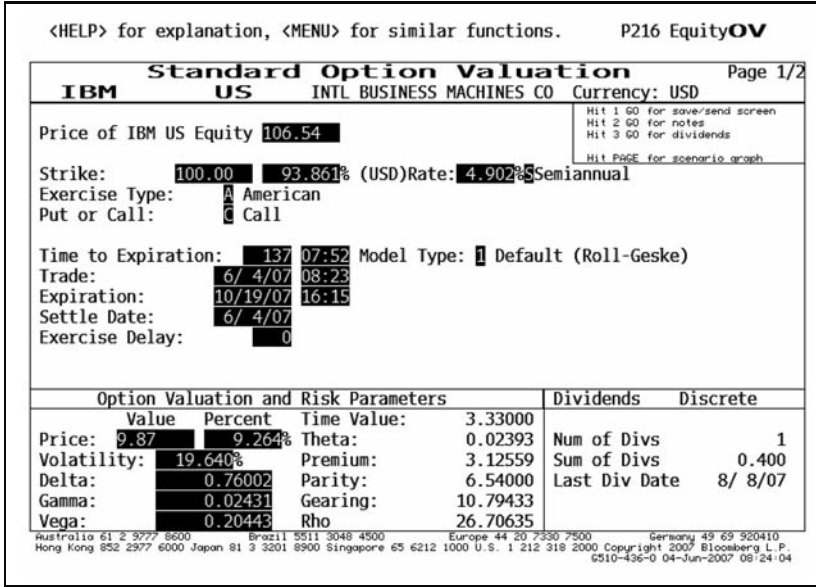 <HELP> for explanation, <MENU> for similar functions. P216 EquityOV
Standard Option Valuation Page 1/2
IBM US INTL BUSINESS MACHINES CO Currency: USD
Hit 1 GO for save/send screen
Hit 2 GO for notes
Hit 3 GO for dividends
Hit PAGE for scenario graph
Price of IBM US Equity 106.54
Strike: 100.00 93.861% (USD)Rate: 4.902%SSemiannual
Exercise Type: A American
Put or Call: C Call
Time to Expiration: 137 07:52 Model Type: 1 Default (Roll-Geske)
Trade: 6/ 4/07 08:23
Expiration: 10/19/07 16:15
Settle Date: 6/ 4/07
Exercise Delay: 0
Option Valuation and Risk Parameters Dividends Discrete
Value Percent Time Value: 3.33000
Price: 9.87 9.264% Theta: 0.02393 Num of Divs 1
Volatility: 19.640% Premium: 3.12559 Sum of Divs 0.400
Delta: 0.76002 Parity: 6.54000 Last Div Date 8/ 8/07
Gamma: 0.02431 Gearing: 10.79433
Vega: 0.20443 Rho 26.70635
Australia 61 2 9777 8600 Brazil 5511 3048 4500 Europe 44 20 7330 7500 Germany 49 69 920410
Hong Kong 852 2977 6000 Japan 81 3 3201 8900 Singapore 65 6212 1000 U.S. 1 212 318 2000 Copyright 2007 Bloomberg L.P.
G510-436-0 04-Jun-2007 08:24:04